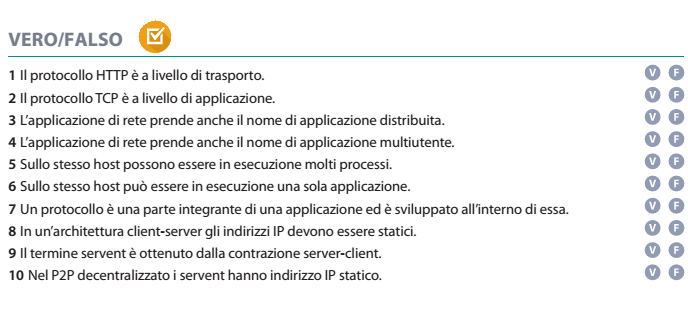 VERO/FALSO
1 Il protocollo HTTP è a livello di trasporto. V F
2 Il protocollo TCP è a livello di applicazione. V F
3 L’applicazione di rete prende anche il nome di applicazione distribuita. V F
4 L’applicazione di rete prende anche il nome di applicazione multiutente. V F
5 Sullo stesso host possono essere in esecuzione molti processi. V F
6 Sullo stesso host può essere in esecuzione una sola applicazione. V F
7 Un protocollo è una parte integrante di una applicazione ed è sviluppato all’interno di essa. V F
8 In un’architettura client-server gli indirizzi IP devono essere statici. V F
9 Il termine servent è ottenuto dalla contrazione server-client. V F
10 Nel P2P decentralizzato i servent hanno indirizzo IP statico. V F